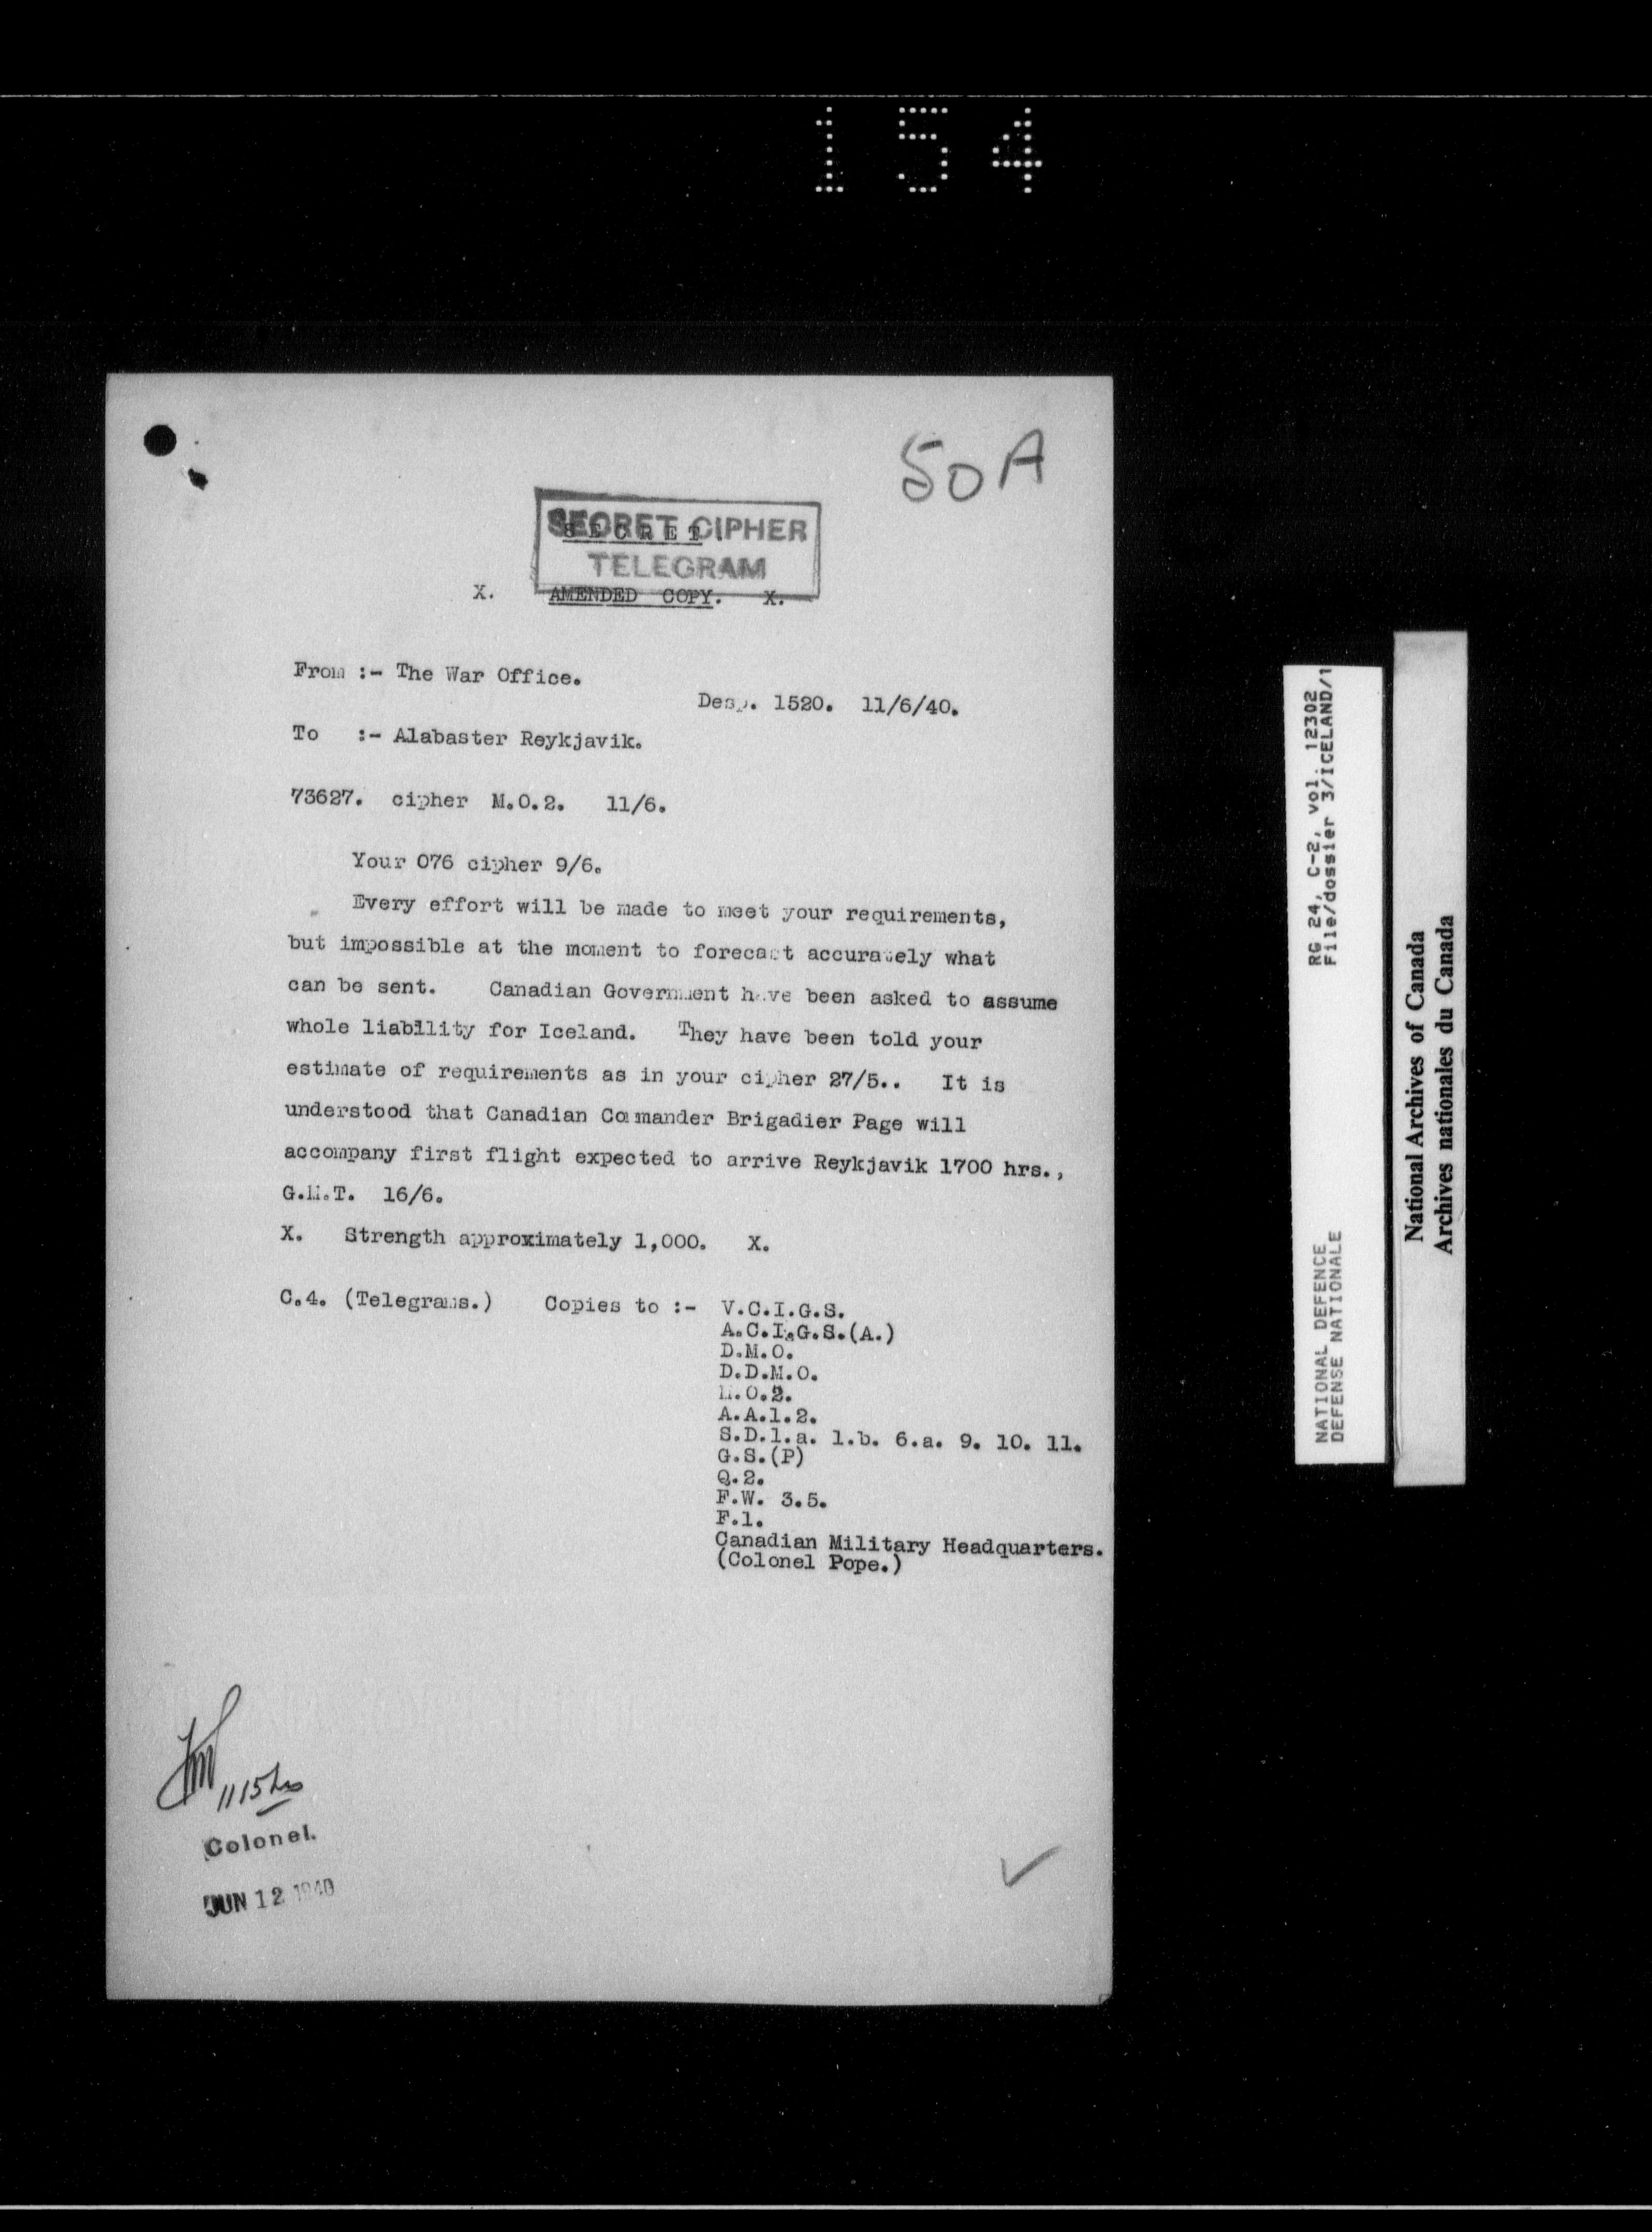 154
50A
SECRET CIPHER
SECRET.
TELEGRAM
X. AMENDED COPY. X.
From :- The War Office.
Desp. 1520. 11/6/40.
To :- Alabaster Reykjavik.
73627. cipher M.O.2. 11/6.
Your 076 cipher 9/6.
Every effort will be made to meet your requirements,
but impossible at the moment to forecast accurately what
can be sent. Canadian Government have been asked to assume
whole liability for Iceland. They have been told your
estimate of requirements as in your cipher 27/5.. It is
understood that Canadian Commander Brigadier Page will
accompany first flight expected to arrive Reykjavik 1700 hrs.,
G.M.T. 16/6.
X. Strength approximately 1,000. X.
C.4. (Telegrams.) Copies to :- V.C.I.G.S.
A.C.I.G.S.(A.)
D.M.O.
D.D.M.O.
M.O.2.
A.A.1.2.
S.D.1.a. 1.b. 6.a. 9. 10. 11.
G.S.(P)
Q.2.
F.W. 3.5.
F.1.
Canadian Military Headquarters.
(Colonel Pope.)
1115 hrs
Colonel.
JUN 12 1940
RG 24, C-2, vol. 12302
File/dossier 3/ICELAND/1
NATIONAL DEFENCE
DEFENSE NATIONALE
National Archives of Canada
Archives nationales du Canada